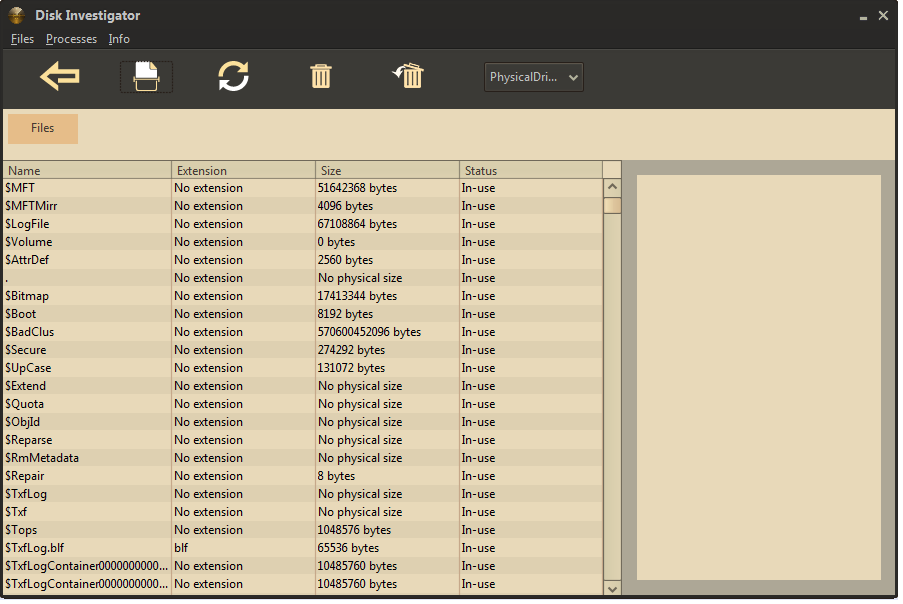 Disk Investigator
Files Processes Info
PhysicalDri...
Files
Name Extension Size Status
$MFT No extension 51642368 bytes In-use
$MFTMirr No extension 4096 bytes In-use
$LogFile No extension 67108864 bytes In-use
$Volume No extension 0 bytes In-use
$AttrDef No extension 2560 bytes In-use
. No extension No physical size In-use
$Bitmap No extension 17413344 bytes In-use
$Boot No extension 8192 bytes In-use
$BadClus No extension 570600452096 bytes In-use
$Secure No extension 274292 bytes In-use
$UpCase No extension 131072 bytes In-use
$Extend No extension No physical size In-use
$Quota No extension No physical size In-use
$ObjId No extension No physical size In-use
$Reparse No extension No physical size In-use
$RmMetadata No extension No physical size In-use
$Repair No extension 8 bytes In-use
$TxfLog No extension No physical size In-use
$Txf No extension No physical size In-use
$Tops No extension 1048576 bytes In-use
$TxfLog.blf blf 65536 bytes In-use
$TxfLogContainer0000000000... No extension 10485760 bytes In-use
$TxfLogContainer0000000000... No extension 10485760 bytes In-use